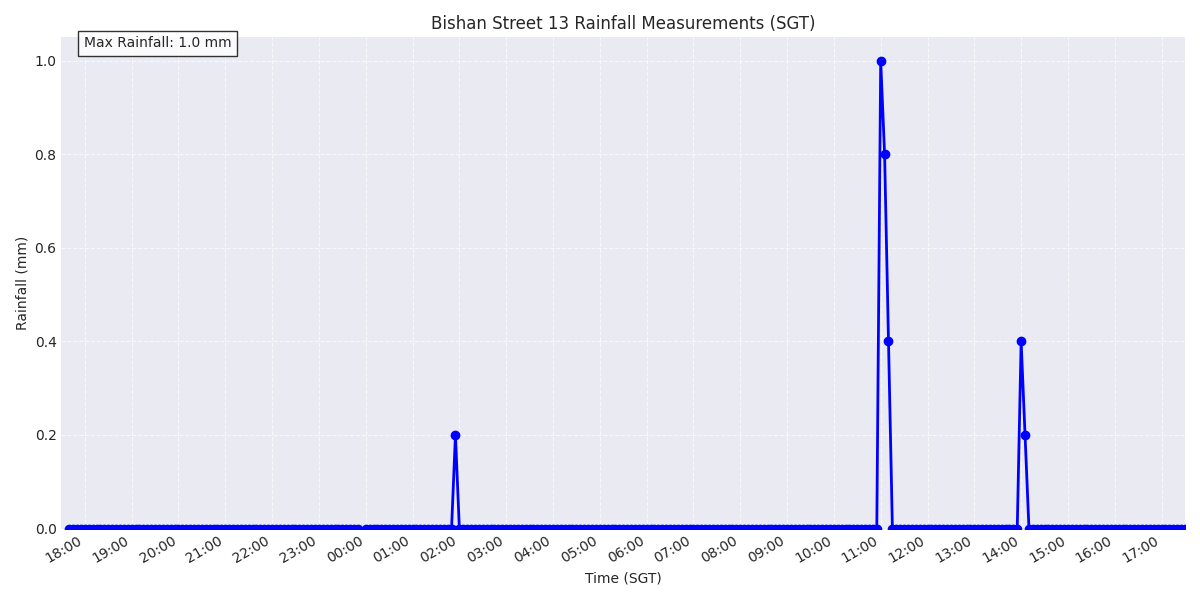 Bishan Street 13 Rainfall Measurements (SGT)
Max Rainfall: 1.0 mm
1.0
0.8
0.6
0.4
0.2
0.0
Rainfall (mm)
18:00 19:00 20:00 21:00 22:00 23:00 00:00 01:00 02:00 03:00 04:00 05:00 06:00 07:00 08:00 09:00 10:00 11:00 12:00 13:00 14:00 15:00 16:00 17:00
Time (SGT)